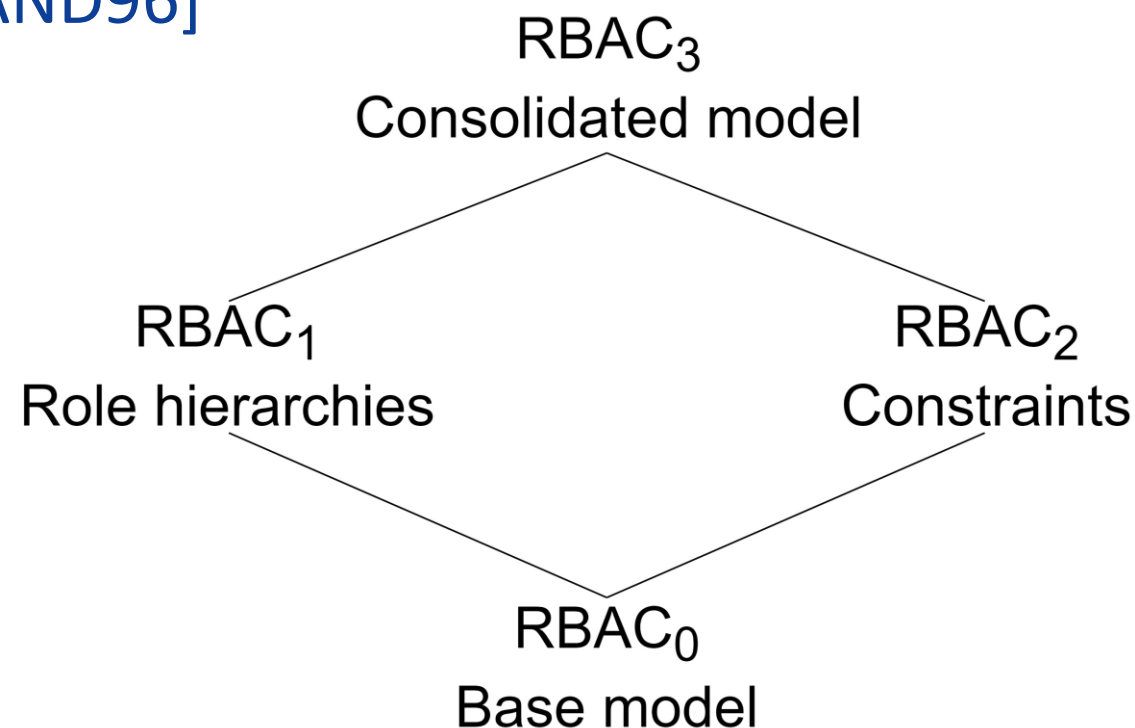 AND96]
RBAC₃
Consolidated model
RBAC₁
RBAC₂
Role hierarchies
Constraints
RBAC₀
Base model